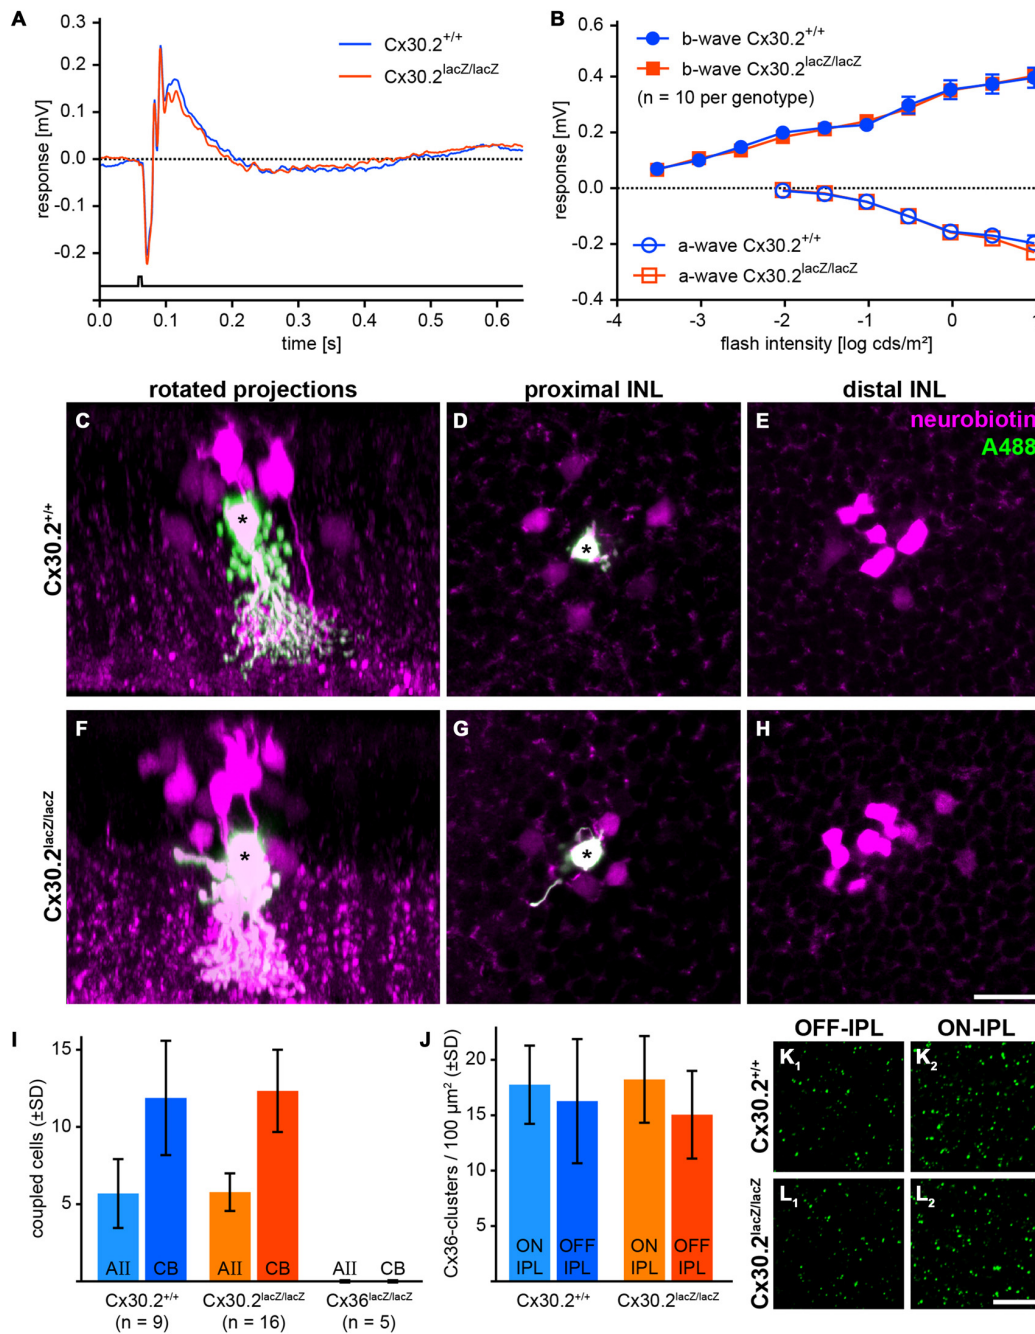 A
0.3
0.2
0.1
0.0
-0.1
-0.2
response [mV]
Cx30.2+/+
Cx30.2lacZ/lacZ
0.0 0.1 0.2 0.3 0.4 0.5 0.6
time [s]
B
b-wave Cx30.2+/+
b-wave Cx30.2lacZ/lacZ
(n = 10 per genotype)
0.4
0.2
0.0
-0.2
-0.4
response [mV]
a-wave Cx30.2+/+
a-wave Cx30.2lacZ/lacZ
-4 -3 -2 -1 0 1
flash intensity [log cds/m²]
rotated projections
proximal INL
distal INL
Cx30.2+/+
C
*
D
*
E
neurobiotin
A488
Cx30.2lacZ/lacZ
F
*
G
*
H
I
15
10
5
coupled cells (±SD)
AII CB AII CB AII CB
Cx30.2+/+ Cx30.2lacZ/lacZ Cx36lacZ/lacZ
(n = 9) (n = 16) (n = 5)
J
20
15
10
5
Cx36-clusters / 100 µm² (±SD)
ON OFF ON OFF
IPL IPL IPL IPL
Cx30.2+/+ Cx30.2lacZ/lacZ
OFF-IPL ON-IPL
Cx30.2+/+
K1 K2
Cx30.2lacZ/lacZ
L1 L2